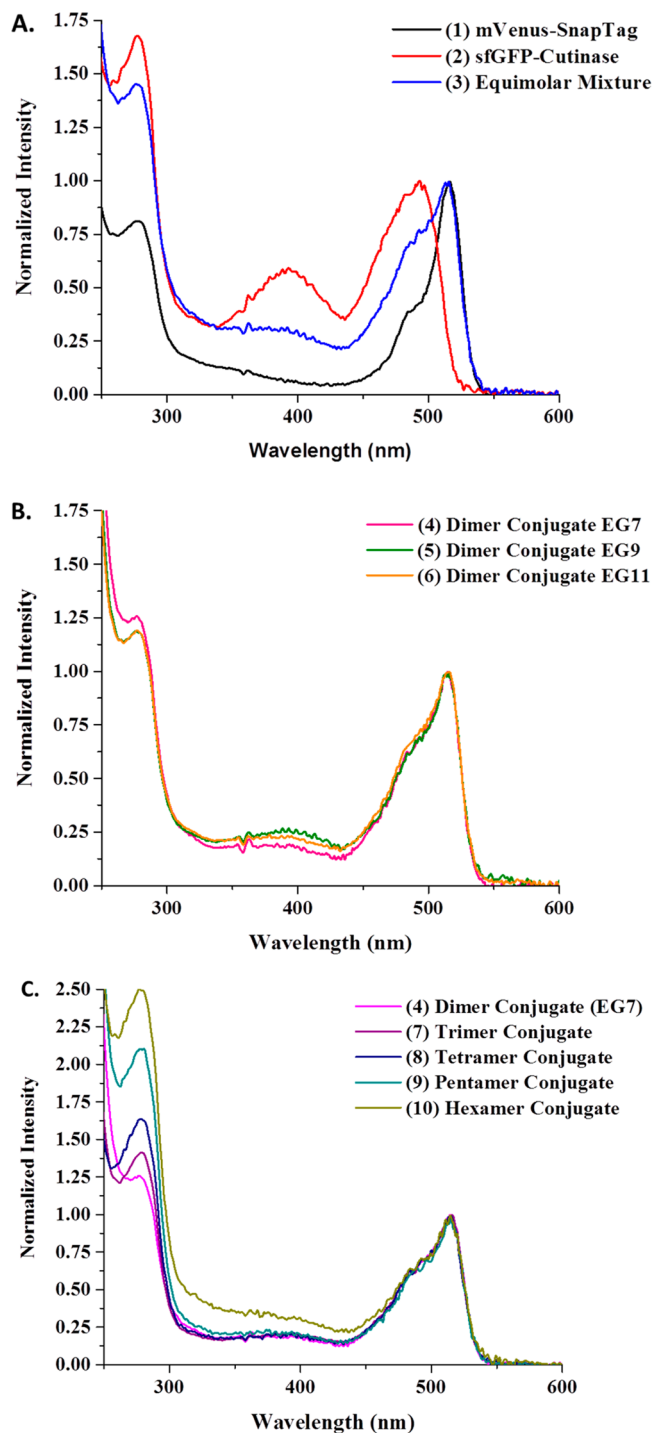 A.
(1) mVenus-SnapTag
(2) sfGFP-Cutinase
(3) Equimolar Mixture
Normalized Intensity
1.75
1.50
1.25
1.00
0.75
0.50
0.25
0.00
300 400 500 600
Wavelength (nm)
B.
(4) Dimer Conjugate EG7
(5) Dimer Conjugate EG9
(6) Dimer Conjugate EG11
Normalized Intensity
1.75
1.50
1.25
1.00
0.75
0.50
0.25
0.00
300 400 500 600
Wavelength (nm)
C.
(4) Dimer Conjugate (EG7)
(7) Trimer Conjugate
(8) Tetramer Conjugate
(9) Pentamer Conjugate
(10) Hexamer Conjugate
Normalized Intensity
2.50
2.25
2.00
1.75
1.50
1.25
1.00
0.75
0.50
0.25
0.00
300 400 500 600
Wavelength (nm)